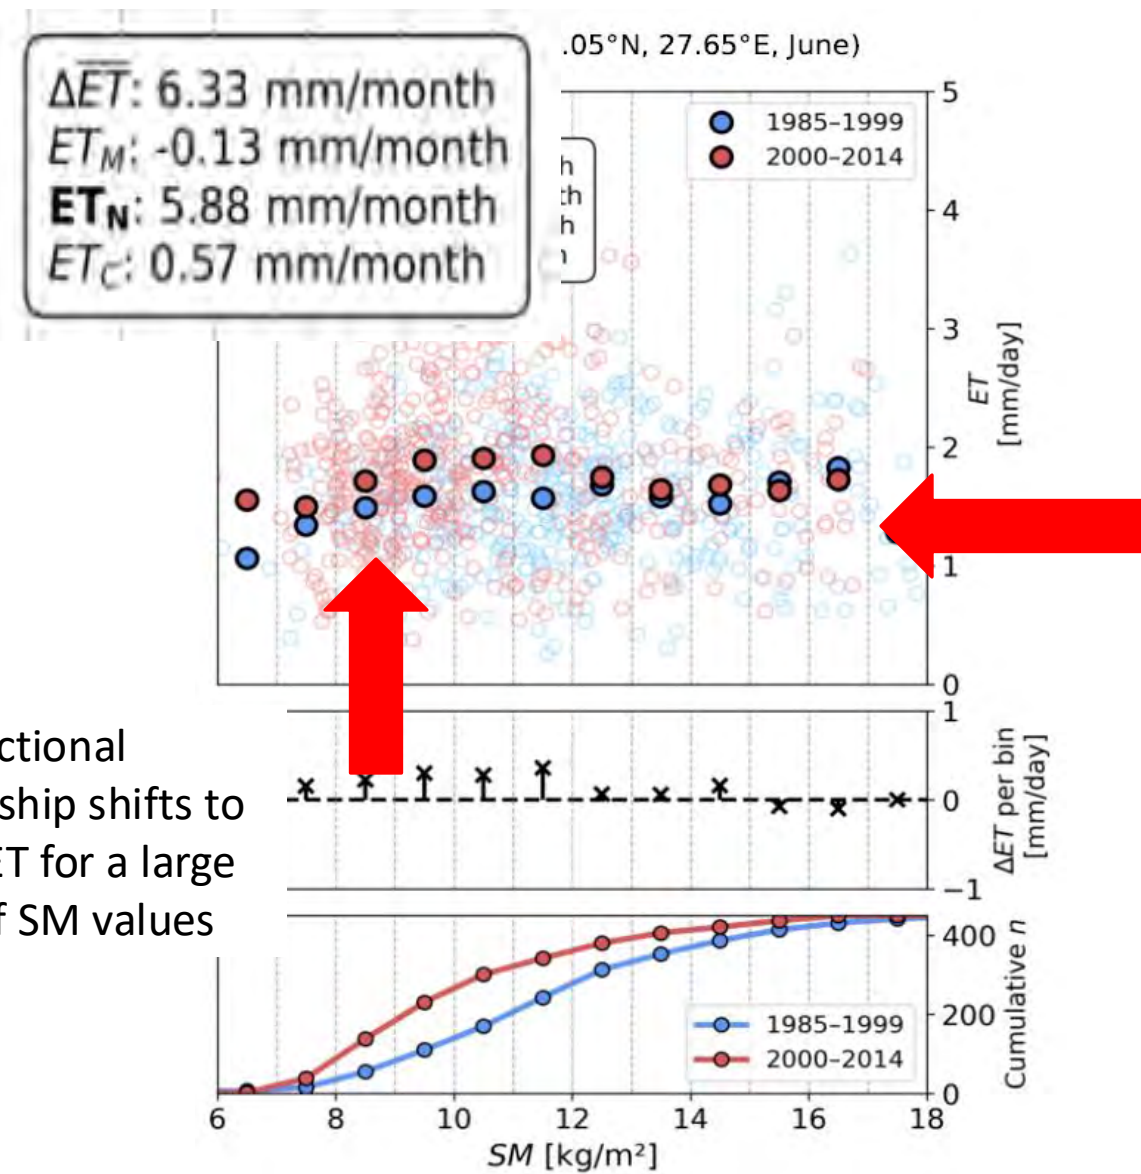 .05°N, 27.65°E, June)
ΔET: 6.33 mm/month
ET_M: -0.13 mm/month
ET_N: 5.88 mm/month
ET_C: 0.57 mm/month
h
th
h
1985–1999
2000–2014
5
4
3
2
1
0
ET
[mm/day]
ctional
ship shifts to
ET for a large
f SM values
1
0
−1
ΔET per bin
[mm/day]
400
200
0
Cumulative n
1985–1999
2000–2014
6 8 10 12 14 16 18
SM [kg/m²]